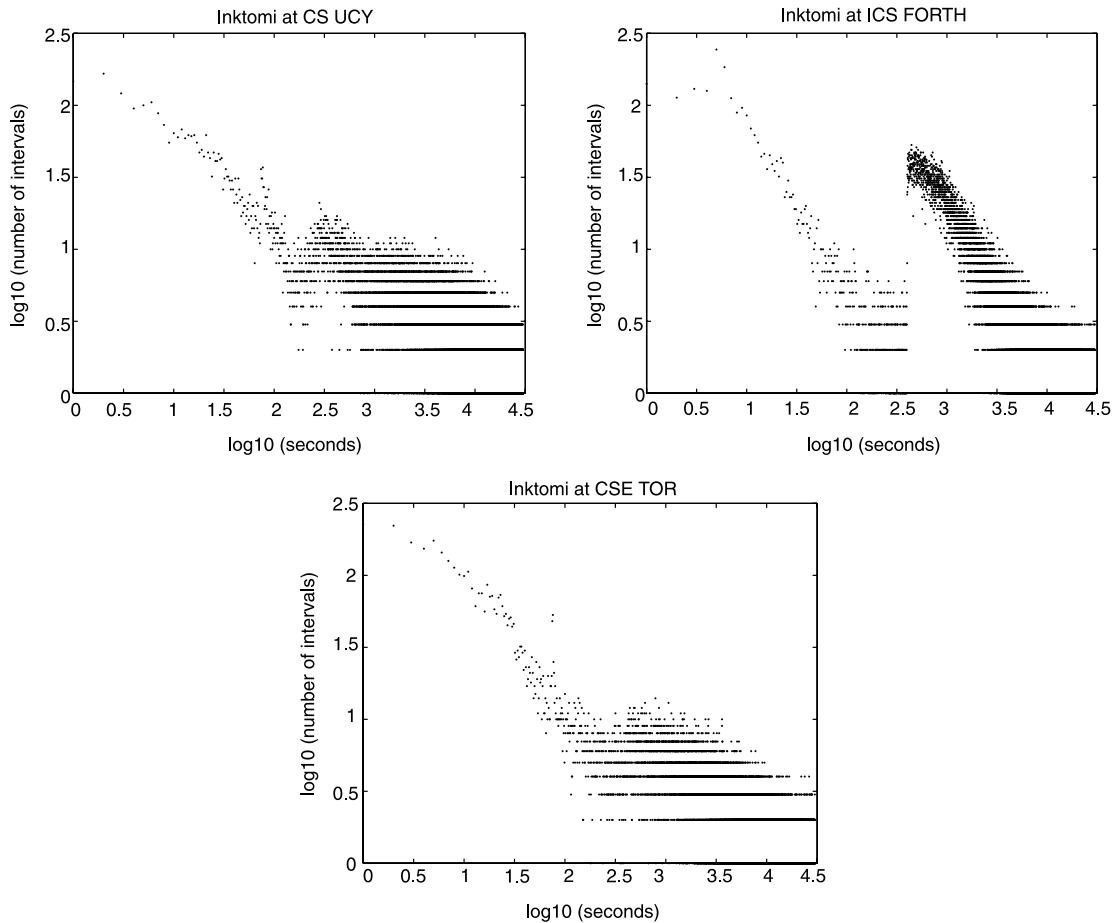 Inktomi at CS UCY
log10 (number of intervals)
2.5
2
1.5
1
0.5
0
0 0.5 1 1.5 2 2.5 3 3.5 4 4.5
log10 (seconds)
Inktomi at ICS FORTH
log10 (number of intervals)
2.5
2
1.5
1
0.5
0
0 0.5 1 1.5 2 2.5 3 3.5 4 4.5
log10 (seconds)
Inktomi at CSE TOR
log10 (number of intervals)
2.5
2
1.5
1
0.5
0
0 0.5 1 1.5 2 2.5 3 3.5 4 4.5
log10 (seconds)